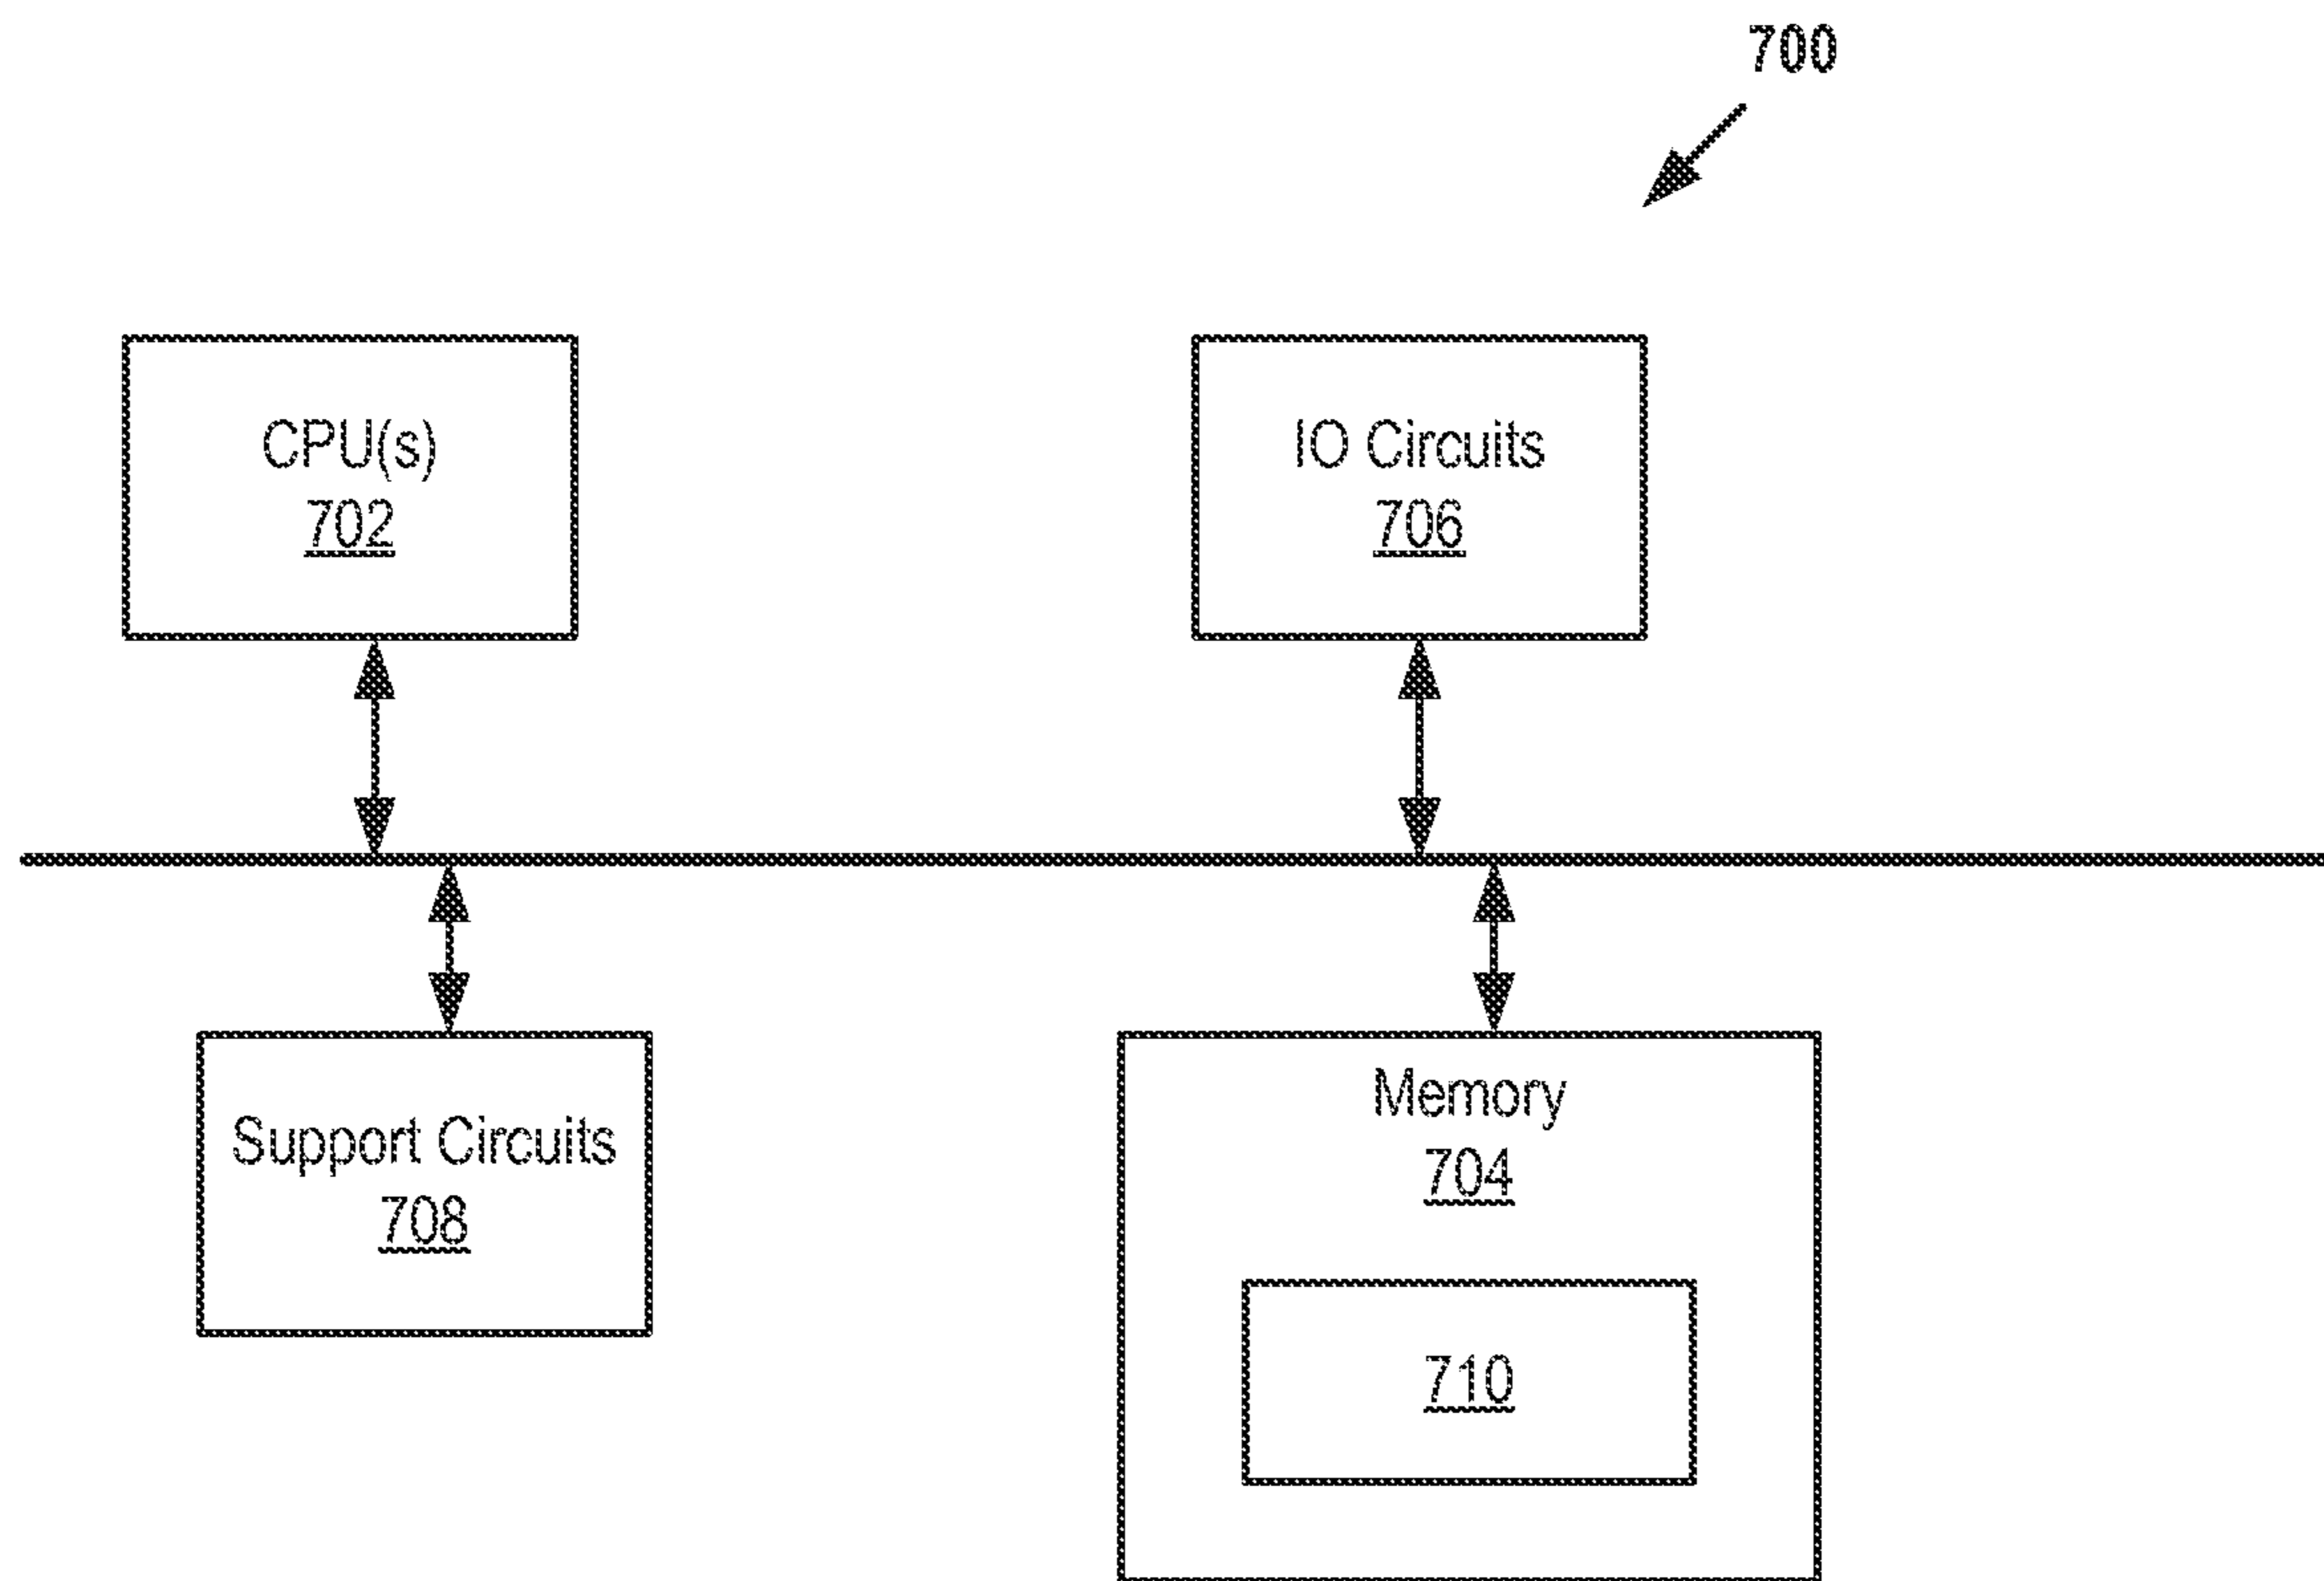 700
CPU(s)
702
IO Circuits
706
Support Circuits
708
Memory
704
710